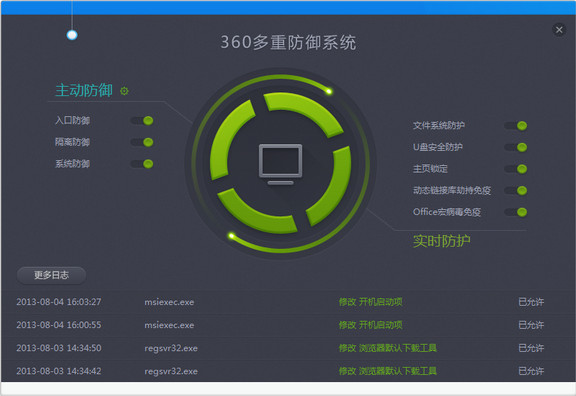 360多重防御系统
主动防御
入口防御
隔离防御
系统防御
文件系统防护
U盘安全防护
主页锁定
动态链接库劫持免疫
Office宏病毒免疫
实时防护
更多日志
2013-08-04 16:03:27 msiexec.exe 修改 开机启动项 已允许
2013-08-04 16:00:55 msiexec.exe 修改 开机启动项 已允许
2013-08-03 14:34:50 regsvr32.exe 修改 浏览器默认下载工具 已允许
2013-08-03 14:34:42 regsvr32.exe 修改 浏览器默认下载工具 已允许